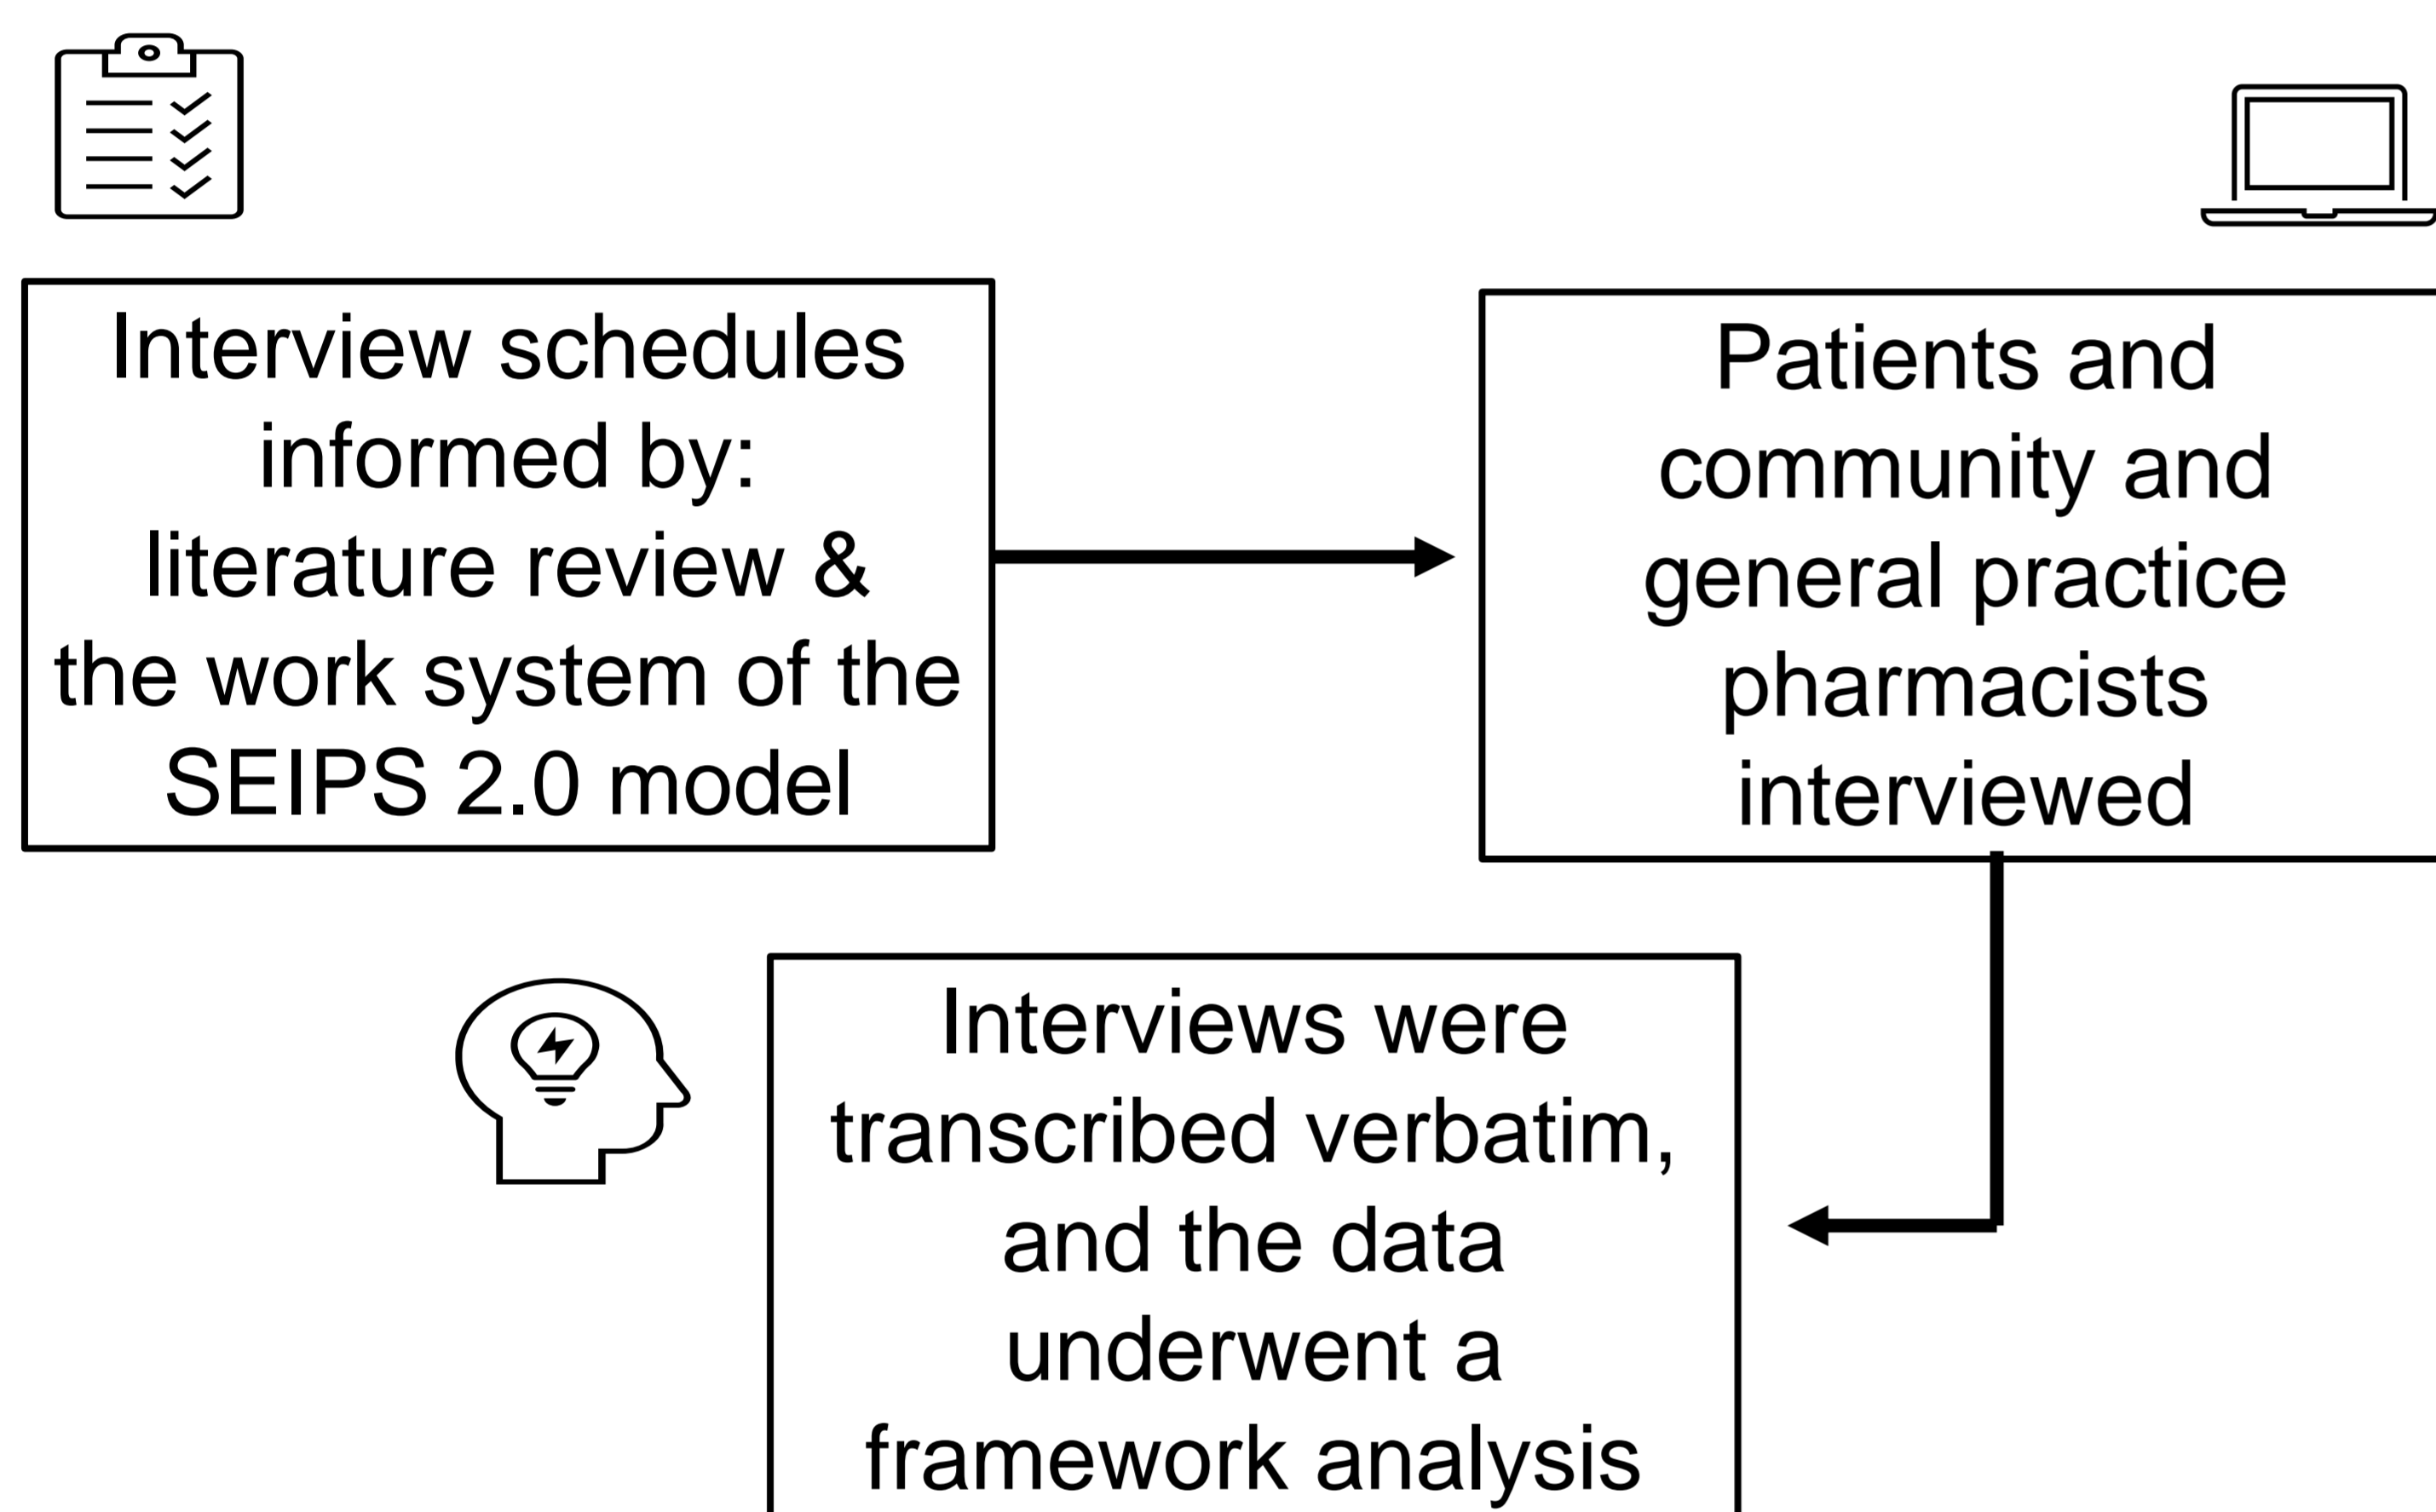 Interview schedules
informed by:
literature review &
the work system of the
SEIPS 2.0 model
Patients and
community and
general practice
pharmacists
interviewed
Interviews were
transcribed verbatim,
and the data
underwent a
framework analysis